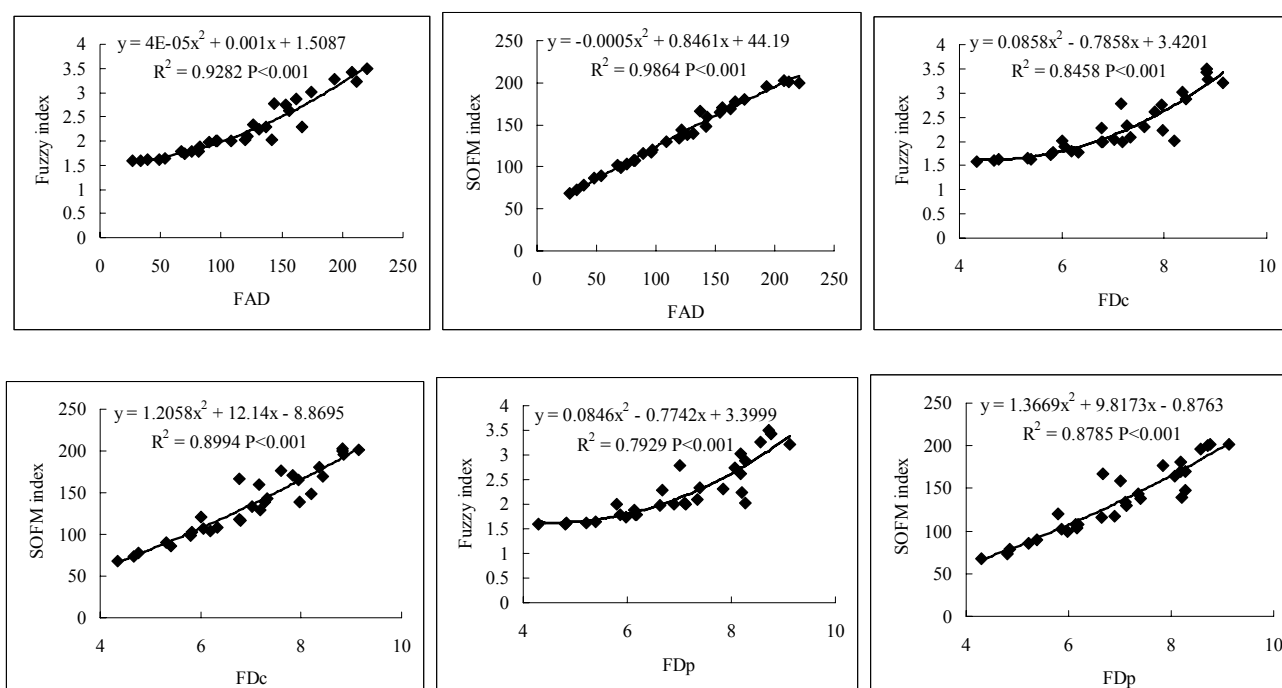 y = 4E-05x² + 0.001x + 1.5087
R² = 0.9282 P<0.001
Fuzzy index
4
3.5
3
2.5
2
1.5
1
0.5
0
0 50 100 150 200 250
FAD
y = -0.0005x² + 0.8461x + 44.19
R² = 0.9864 P<0.001
SOFM index
250
200
150
100
50
0
0 50 100 150 200 250
FAD
y = 0.0858x² - 0.7858x + 3.4201
R² = 0.8458 P<0.001
Fuzzy index
4
3.5
3
2.5
2
1.5
1
0.5
0
4 6 8 10
FDc
y = 1.2058x² + 12.14x - 8.8695
R² = 0.8994 P<0.001
SOFM index
250
200
150
100
50
0
4 6 8 10
FDc
y = 0.0846x² - 0.7742x + 3.3999
R² = 0.7929 P<0.001
Fuzzy index
4
3.5
3
2.5
2
1.5
1
0.5
0
4 6 8 10
FDp
y = 1.3669x² + 9.8173x - 0.8763
R² = 0.8785 P<0.001
SOFM index
250
200
150
100
50
0
4 6 8 10
FDp